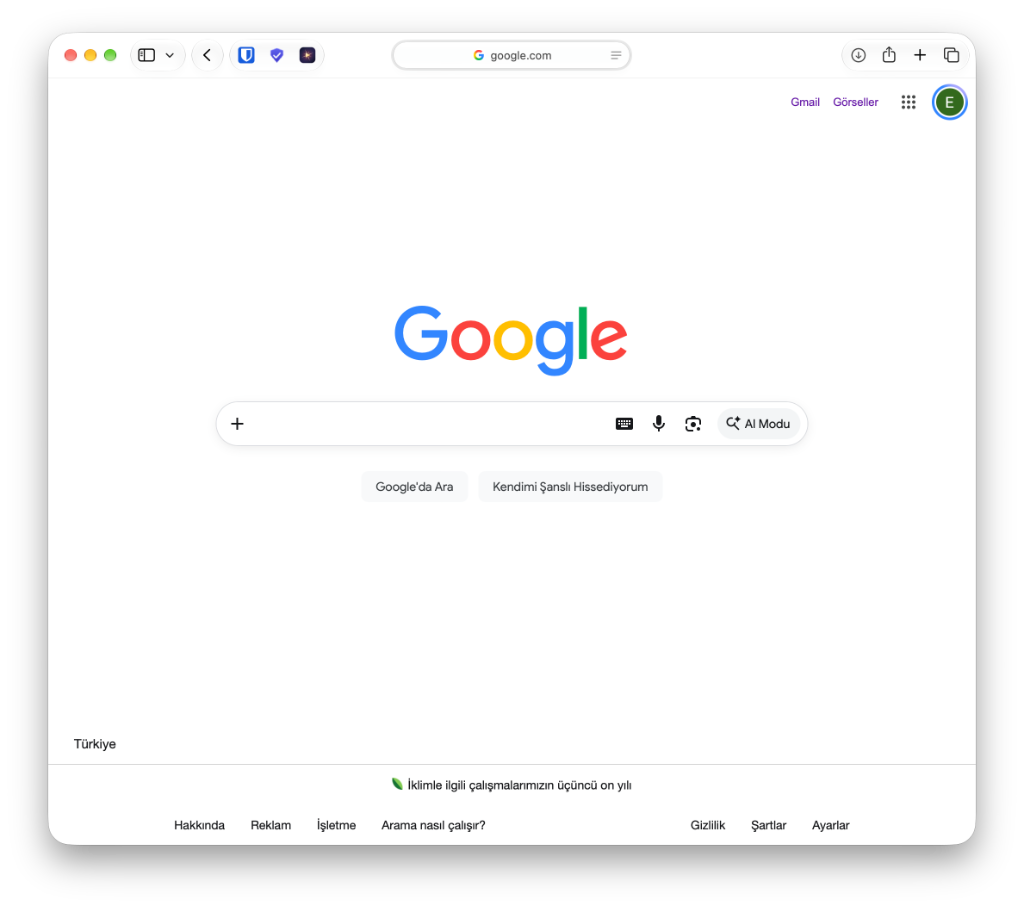 google.com
Gmail Görseller
E
Google
AI Modu
Google'da Ara Kendimi Şanslı Hissediyorum
Türkiye
İklimle ilgili çalışmalarımızın üçüncü on yılı
Hakkında Reklam İşletme Arama nasıl çalışır? Gizlilik Şartlar Ayarlar